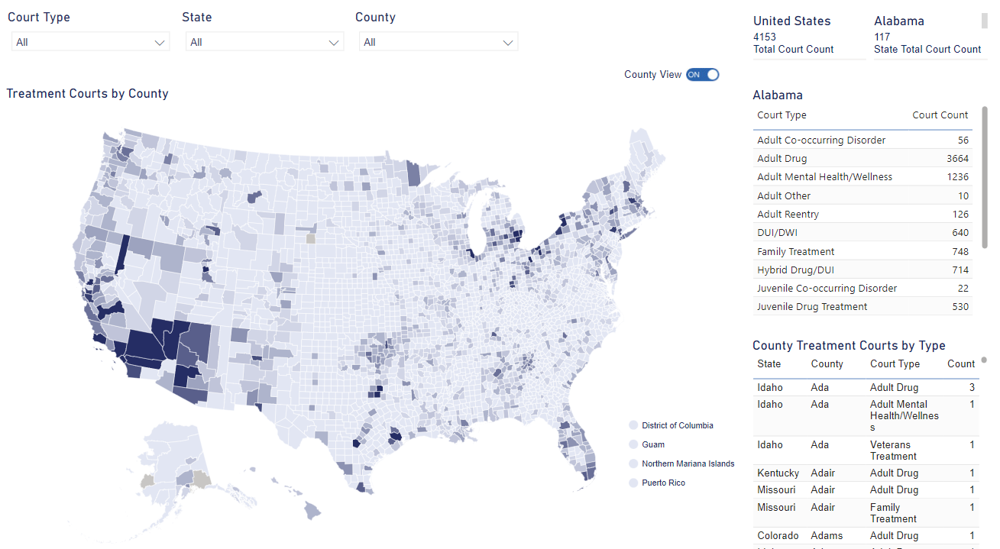 Court Type
State
County
All
All
All
County View ON
Treatment Courts by County
District of Columbia
Guam
Northern Mariana Islands
Puerto Rico
United States
4153
Total Court Count
Alabama
117
State Total Court Count
Alabama
Court Type Court Count
Adult Co-occurring Disorder 56
Adult Drug 3664
Adult Mental Health/Wellness 1236
Adult Other 10
Adult Reentry 126
DUI/DWI 640
Family Treatment 748
Hybrid Drug/DUI 714
Juvenile Co-occurring Disorder 22
Juvenile Drug Treatment 530
County Treatment Courts by Type
State County Court Type Count
Idaho Ada Adult Drug 3
Idaho Ada Adult Mental 1
Health/Wellnes
s
Idaho Ada Veterans 1
Treatment
Kentucky Adair Adult Drug 1
Missouri Adair Adult Drug 1
Missouri Adair Family 1
Treatment
Colorado Adams Adult Drug 1